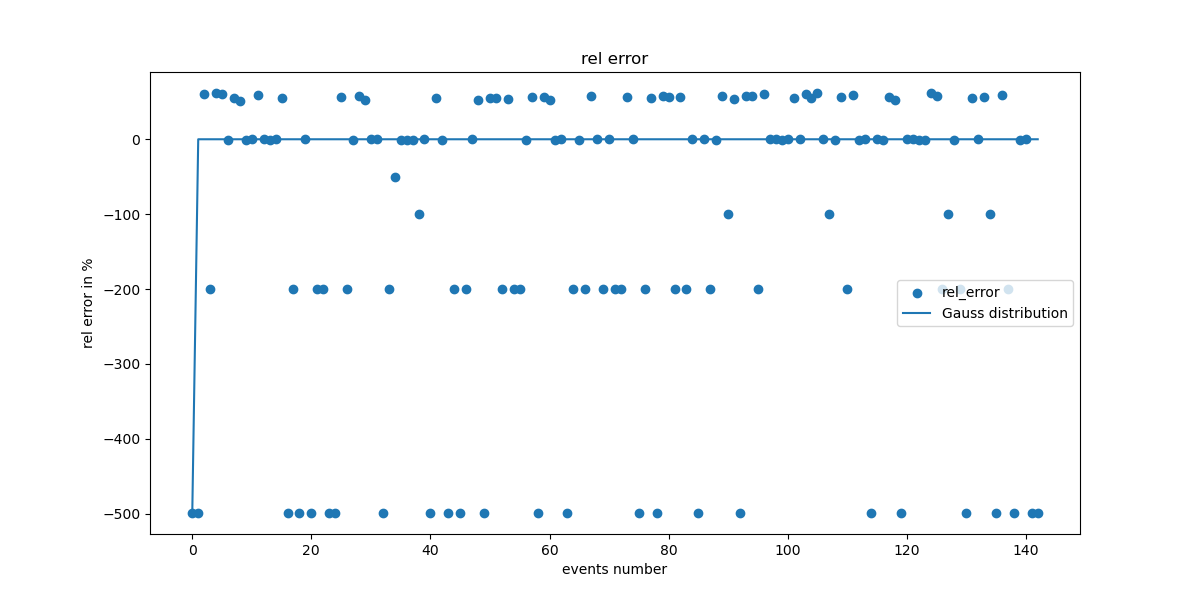 rel error
rel error in %
0
−100
−200
−300
−400
−500
rel_error
Gauss distribution
0
20
40
60
80
100
120
140
events number